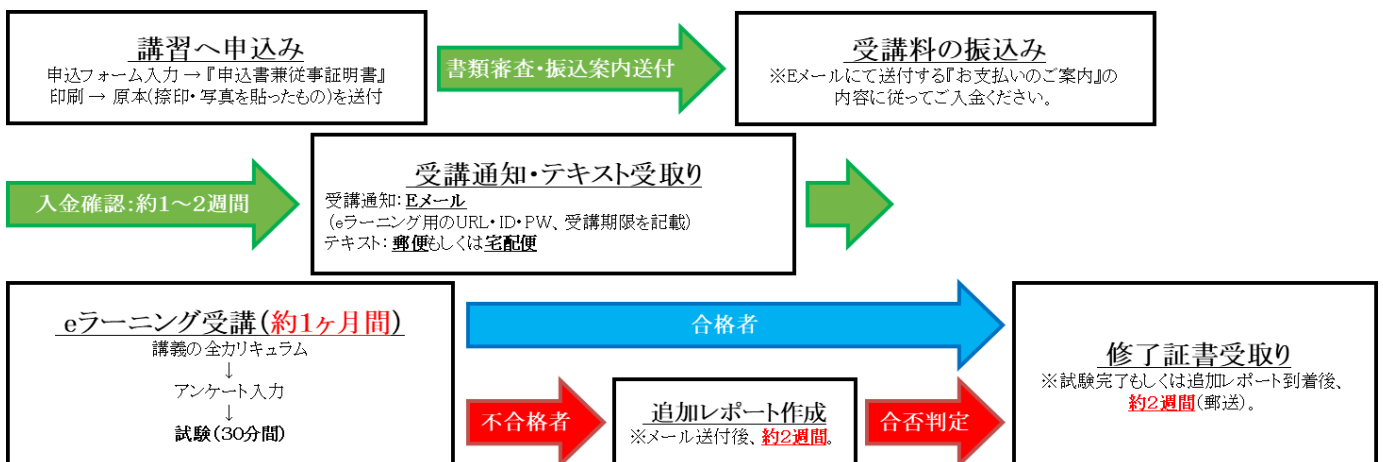 講習へ申込み
申込フォーム入力 → 『申込書兼従事証明書』
印刷 → 原本(捺印・写真を貼ったもの)を送付
書類審査・振込案内送付
受講料の振込み
※Eメールにて送付する『お支払いのご案内』の
内容に従ってご入金ください。
入金確認:約1～2週間
受講通知・テキスト受取り
受講通知:Eメール
(eラーニング用のURL・ID・PW、受講期限を記載)
テキスト:郵便もしくは宅配便
eラーニング受講(約1ヶ月間)
講義の全カリキュラム
↓
アンケート入力
↓
試験(30分間)
合格者
不合格者
追加レポート作成
※メール送付後、約2週間。
合否判定
修了証書受取り
※試験完了もしくは追加レポート到着後、
約2週間(郵送)。